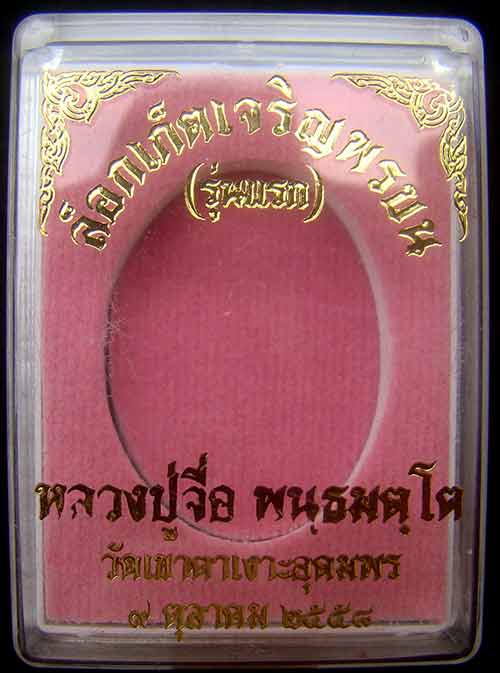 ล็อกเก็ตเจริญพรบน
(รุ่นแรก)
หลวงปู่จื่อ พนฺธมตฺโต
วัดเขาตาเงาะอุดมพร
๙ ตุลาคม ๒๕๕๘